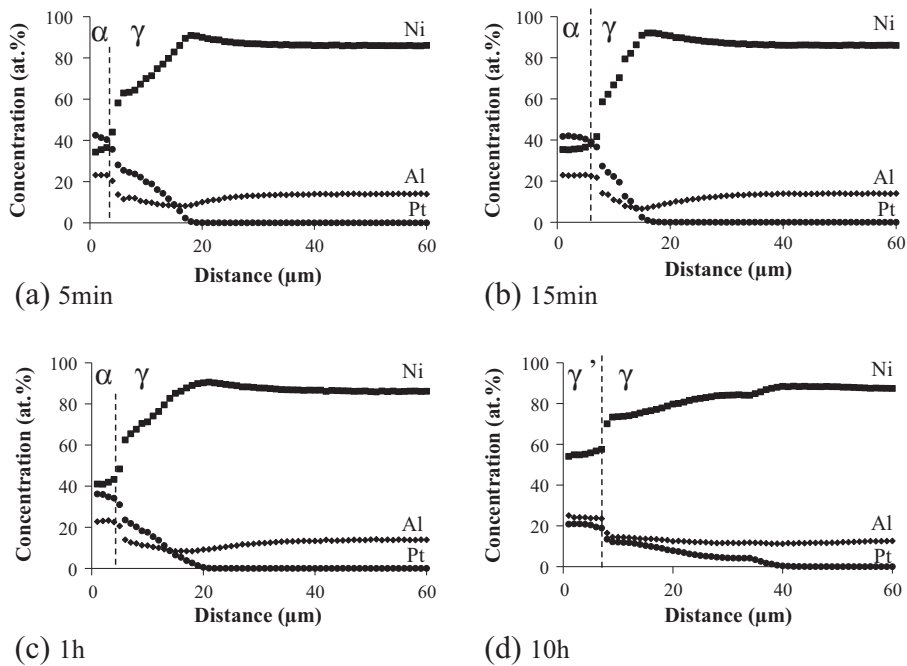 Concentration (at.%)
100
80
60
40
20
0
α
γ
Ni
Al
Pt
0
20
40
60
Distance (µm)
(a) 5min
Concentration (at.%)
100
80
60
40
20
0
α
γ
Ni
Al
Pt
0
20
40
60
Distance (µm)
(b) 15min
Concentration (at.%)
100
80
60
40
20
0
α
γ
Ni
Al
Pt
0
20
40
60
Distance (µm)
(c) 1h
Concentration (at.%)
100
80
60
40
20
0
γ’
γ
Ni
Al
Pt
0
20
40
60
Distance (µm)
(d) 10h